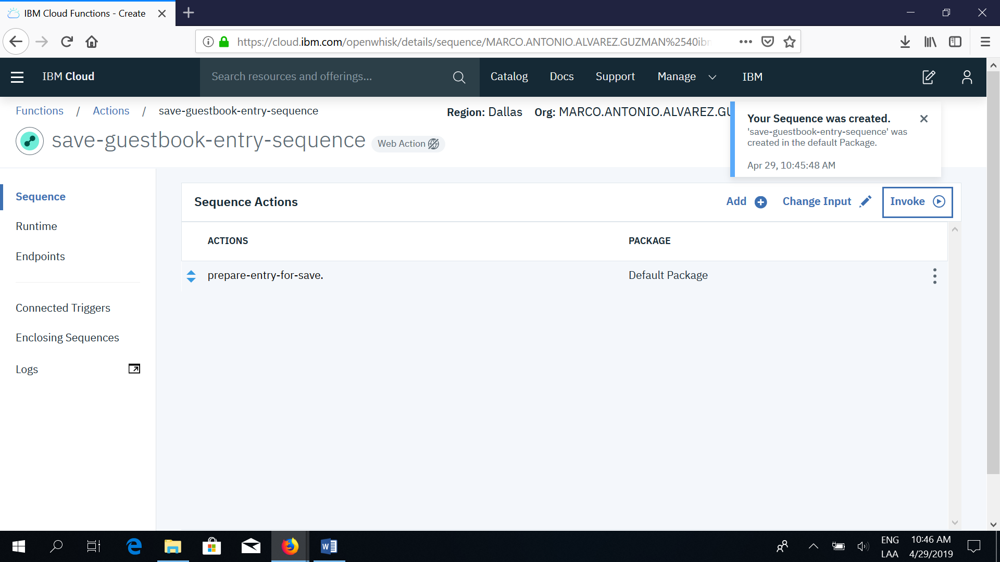 IBM Cloud Functions - Create
https://cloud.ibm.com/openwhisk/details/sequence/MARCO.ANTONIO.ALVAREZ.GUZMAN%2540ibm
IBM Cloud
Search resources and offerings...
Catalog
Docs
Support
Manage
IBM
Functions / Actions / save-guestbook-entry-sequence
Region: Dallas Org: MARCO.ANTONIO.ALVAREZ.GU
save-guestbook-entry-sequence
Web Action
Your Sequence was created.
'save-guestbook-entry-sequence' was
created in the default Package.
Apr 29, 10:45:48 AM
Sequence
Runtime
Endpoints
Connected Triggers
Enclosing Sequences
Logs
Sequence Actions
Add
Change Input
Invoke
ACTIONS
PACKAGE
prepare-entry-for-save.
Default Package
ENG
LAA
10:46 AM
4/29/2019